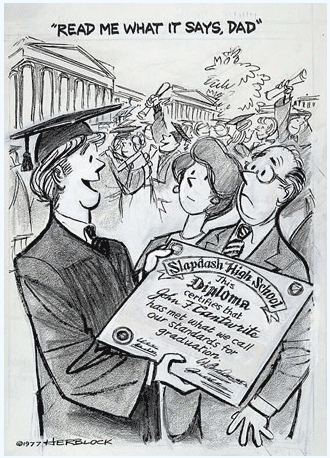 "READ ME WHAT IT SAYS, DAD"
Slapdash High School
This
Diploma
certifies that
John P. Cantwrite
has met what we call
our standards for
graduation
©1977 HERBLOCK